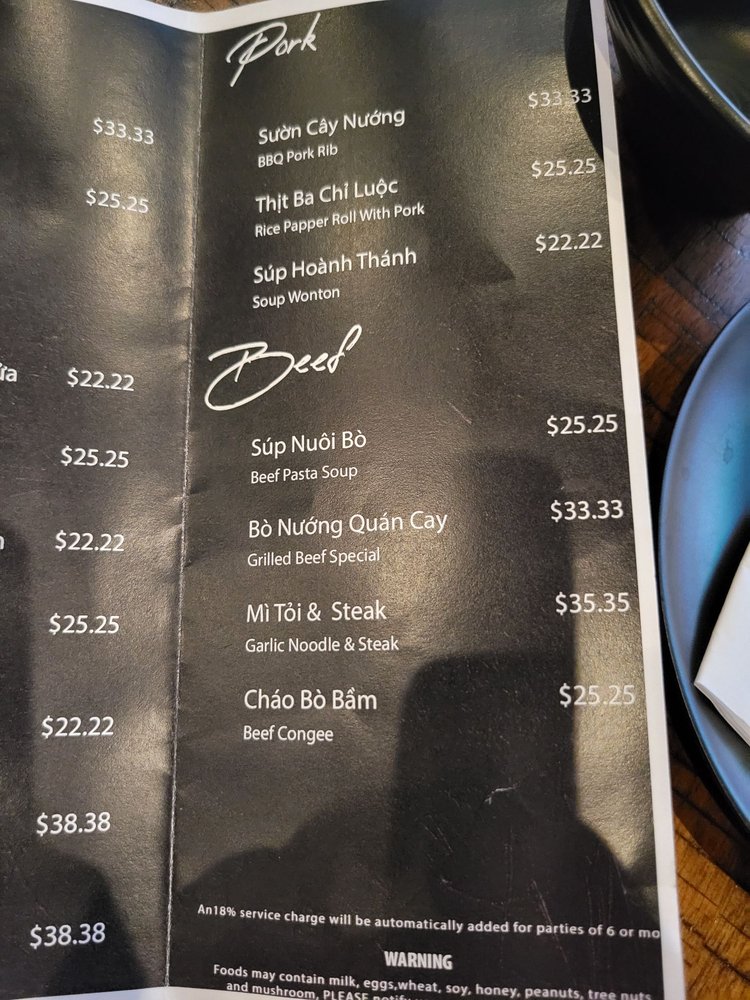 $33.33
$25.25
$22.22
$25.25
$22.22
$25.25
$22.22
$38.38
$38.38
Pork
Sườn Cây Nướng $33.33
BBQ Pork Rib
Thịt Ba Chỉ Luộc $25.25
Rice Papper Roll With Pork
Súp Hoành Thánh $22.22
Soup Wonton
Beef
Súp Nuôi Bò $25.25
Beef Pasta Soup
Bò Nướng Quán Cay $33.33
Grilled Beef Special
Mì Tỏi & Steak $35.35
Garlic Noodle & Steak
Cháo Bò Bầm $25.25
Beef Congee
An18% service charge will be automatically added for parties of 6 or mo
WARNING
Foods may contain milk, eggs,wheat, soy, honey, peanuts, tree nuts
and mushroom, PLEASE notify